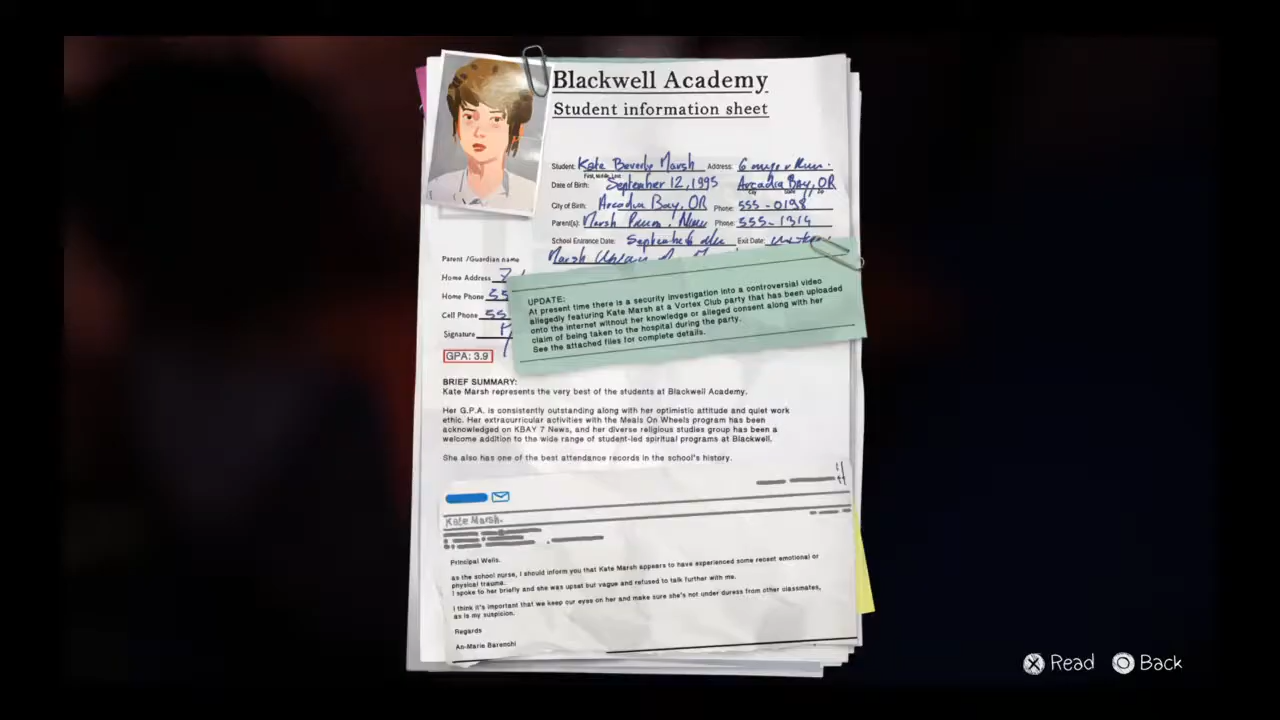 Blackwell Academy
Student information sheet
Student: Kate Beverly Marsh Address:
First, Middle, Last
Date of Birth: September 12, 1995 Arcadia Bay, OR
City of Birth: Arcadia Bay, OR Phone: 555-0198
Parent(s): Marsh Phone: 555-1314
School Entrance Date: Exit Date:
Marsh
Parent /Guardian name
Home Address
Home Phone 55
Cell Phone 55
Signature
GPA: 3.9
UPDATE:
At present time there is a security investigation into a controversial video
allegedly featuring Kate Marsh at a Vortex Club party that has been uploaded
onto the internet without her knowledge or alleged consent along with her
claim of being taken to the hospital during the party.
See the attached files for complete details.
BRIEF SUMMARY:
Kate Marsh represents the very best of the students at Blackwell Academy.
Her G.P.A. is consistently outstanding along with her optimistic attitude and quiet work
ethic. Her extracurricular activities with the Meals On Wheels program has been
acknowledged on KBAY 7 News, and her diverse religious studies group has been a
welcome addition to the wide range of student-led spiritual programs at Blackwell.
She also has one of the best attendance records in the school's history.
Kate Marsh.
Principal Wells.
as the school nurse, I should inform you that Kate Marsh appears to have experienced some recent emotional or
physical trauma..
I spoke to her briefly and she was upset but vague and refused to talk further with me.
I think it's important that we keep our eyes on her and make sure she's not under duress from other classmates,
as is my suspicion.
Regards
An-Marie Barenchi
Read
Back